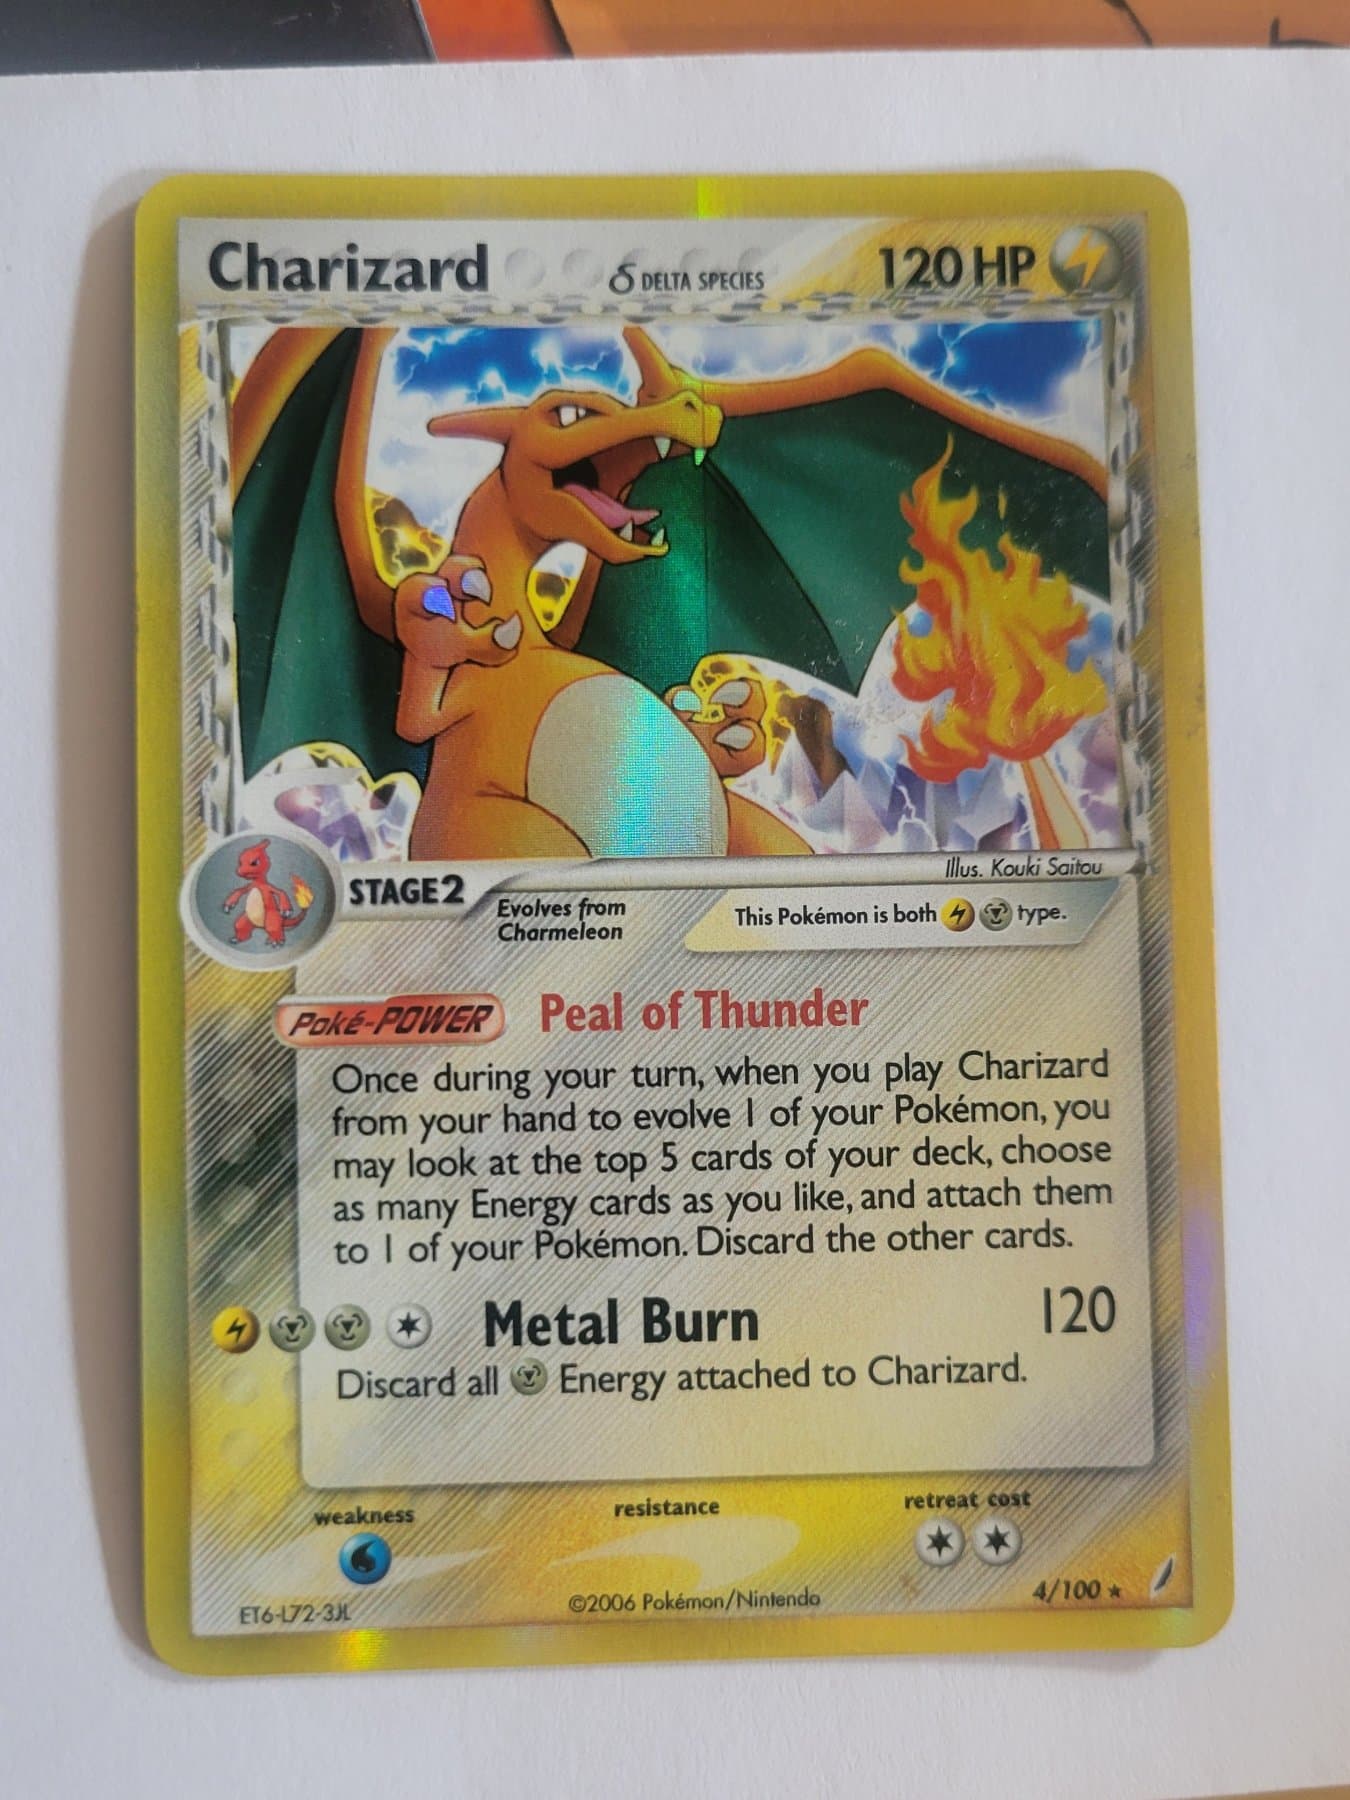 Charizard δ DELTA SPECIES 120 HP
Illus. Kouki Saitou
STAGE2
Evolves from
Charmeleon
This Pokémon is both type.
Poké-POWER Peal of Thunder
Once during your turn, when you play Charizard
from your hand to evolve 1 of your Pokémon, you
may look at the top 5 cards of your deck, choose
as many Energy cards as you like, and attach them
to 1 of your Pokémon. Discard the other cards.
Metal Burn 120
Discard all Energy attached to Charizard.
weakness resistance retreat cost
ET6-L72-3JL ©2006 Pokémon/Nintendo 4/100 ★